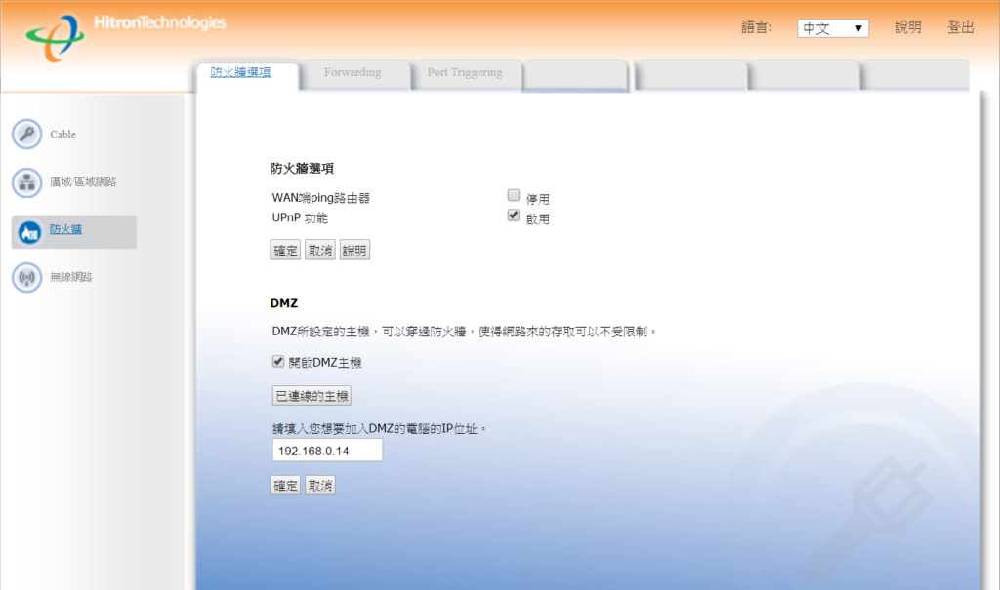 HitronTechnologies
語言: 中文 說明 登出
防火牆選項 Forwarding Port Triggering
Cable
廣域/區域網路
防火牆
無線網路
防火牆選項
WAN端ping路由器 停用
UPnP 功能 啟用
確定 取消 說明
DMZ
DMZ所設定的主機，可以穿過防火牆，使得網路來的存取可以不受限制。
開啟DMZ主機
已連線的主機
請填入您想要加入DMZ的電腦的IP位址。
192.168.0.14
確定 取消